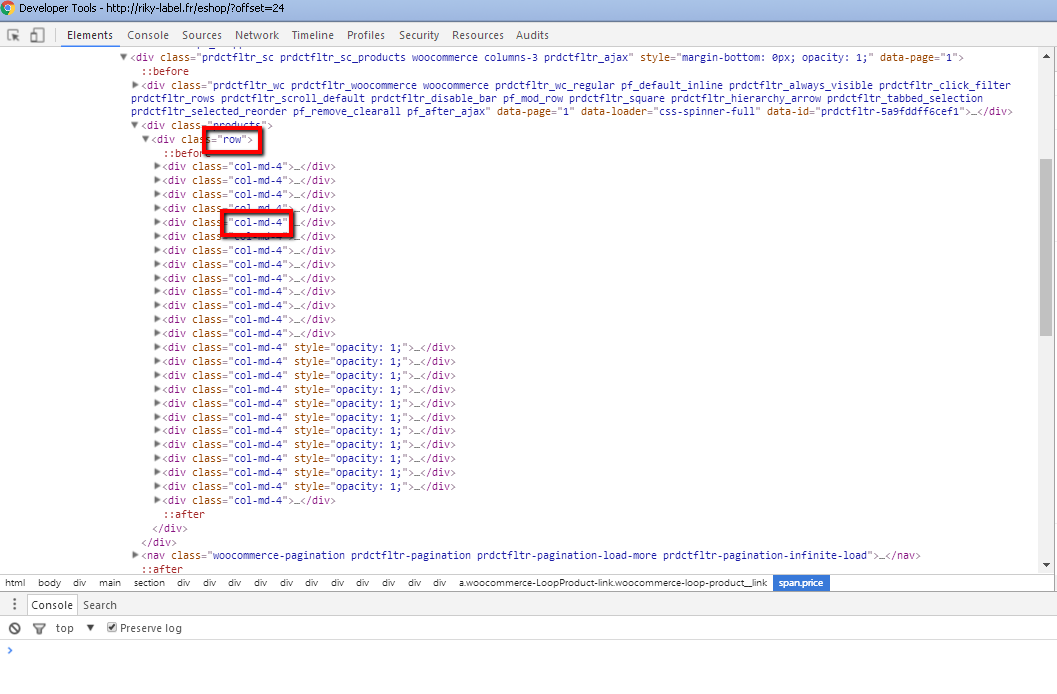 Developer Tools - http://riky-label.fr/eshop/?offset=24
Elements Console Sources Network Timeline Profiles Security Resources Audits
<div class="prdctfltr_sc prdctfltr_sc_products woocommerce columns-3 prdctfltr_ajax" style="margin-bottom: 0px; opacity: 1;" data-page="1">
::before
<div class="prdctfltr_wc prdctfltr_woocommerce woocommerce prdctfltr_wc_regular pf_default_inline prdctfltr_always_visible prdctfltr_click_filter
prdctfltr_rows prdctfltr_scroll_default prdctfltr_disable_bar pf_mod_row prdctfltr_square prdctfltr_hierarchy_arrow prdctfltr_tabbed_selection
prdctfltr_selected_reorder pf_remove_clearall pf_after_ajax" data-page="1" data-loader="css-spinner-full" data-id="prdctfltr-5a9fddff6cef1">…</div>
<div class="products">
<div class="row">
::before
<div class="col-md-4">…</div>
<div class="col-md-4">…</div>
<div class="col-md-4">…</div>
<div class="col-md-4">…</div>
<div class="col-md-4" …</div>
<div class="col-md-4">…</div>
<div class="col-md-4">…</div>
<div class="col-md-4">…</div>
<div class="col-md-4">…</div>
<div class="col-md-4">…</div>
<div class="col-md-4">…</div>
<div class="col-md-4">…</div>
<div class="col-md-4">…</div>
<div class="col-md-4" style="opacity: 1;">…</div>
<div class="col-md-4" style="opacity: 1;">…</div>
<div class="col-md-4" style="opacity: 1;">…</div>
<div class="col-md-4" style="opacity: 1;">…</div>
<div class="col-md-4" style="opacity: 1;">…</div>
<div class="col-md-4" style="opacity: 1;">…</div>
<div class="col-md-4" style="opacity: 1;">…</div>
<div class="col-md-4" style="opacity: 1;">…</div>
<div class="col-md-4" style="opacity: 1;">…</div>
<div class="col-md-4" style="opacity: 1;">…</div>
<div class="col-md-4" style="opacity: 1;">…</div>
<div class="col-md-4">…</div>
::after
</div>
</div>
<nav class="woocommerce-pagination prdctfltr-pagination prdctfltr-pagination-load-more prdctfltr-pagination-infinite-load">…</nav>
::after
html body div main section div div div div div div div div div div a.woocommerce-LoopProduct-link.woocommerce-loop-product__link span.price
Console Search
top Preserve log